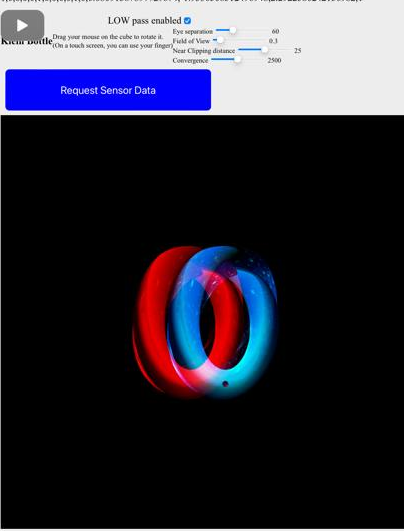 LOW pass enabled
Bottle
Drag your mouse on the cube to rotate it.
(On a touch screen, you can use your finger)
Eye separation 60
Field of View 0.3
Near Clipping distance 25
Convergence 2500
Request Sensor Data